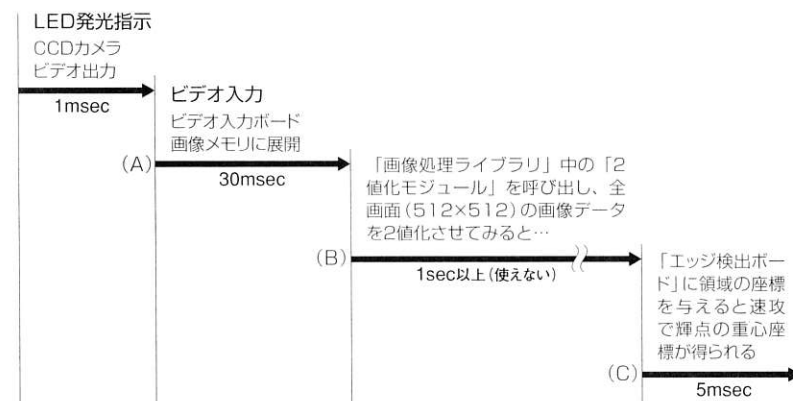 LED発光指示
CCDカメラ
ビデオ出力
1msec
ビデオ入力
ビデオ入力ボード
画像メモリに展開
(A)
30msec
「画像処理ライブラリ」中の「2
値化モジュール」を呼び出し、全
画面(512×512)の画像データ
を2値化させてみると…
(B)
1sec以上(使えない)
「エッジ検出ボー
ド」に領域の座標
を与えると速攻
で輝点の重心座
標が得られる
(C)
5msec